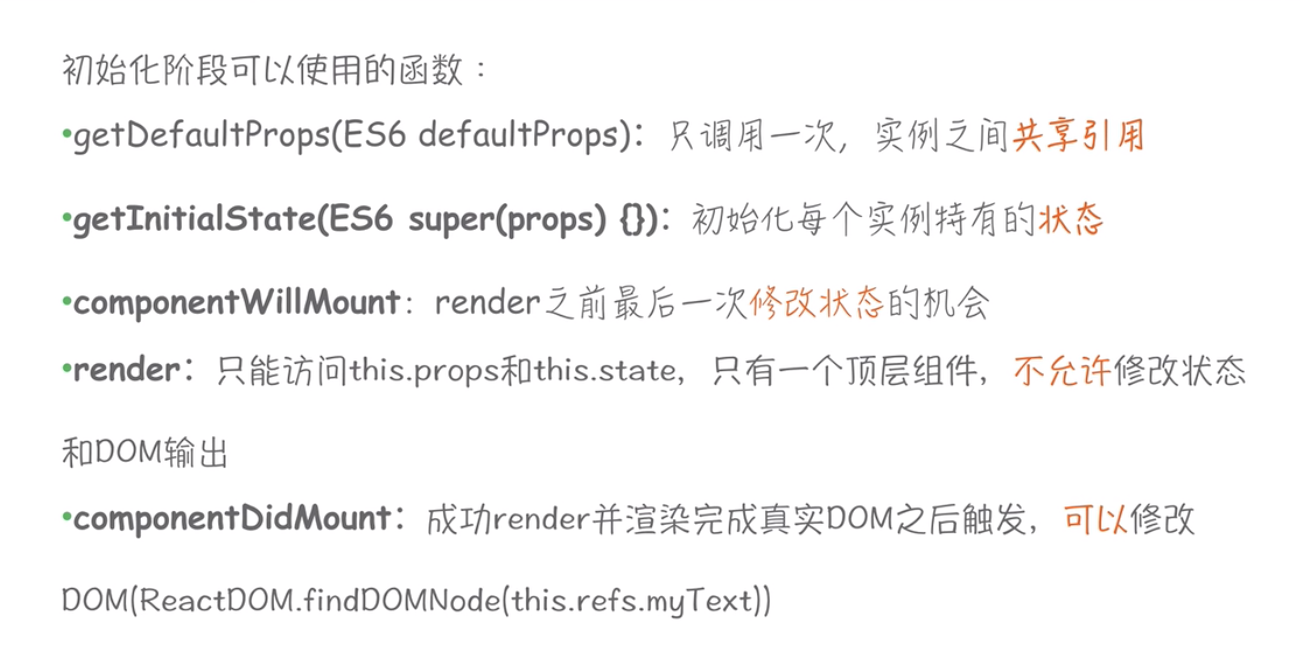 初始化阶段可以使用的函数：
•getDefaultProps(ES6 defaultProps)：只调用一次，实例之间共享引用
•getInitialState(ES6 super(props) {})：初始化每个实例特有的状态
•componentWillMount：render之前最后一次修改状态的机会
•render：只能访问this.props和this.state，只有一个顶层组件，不允许修改状态
和DOM输出
•componentDidMount：成功render并渲染完成真实DOM之后触发，可以修改
DOM(ReactDOM.findDOMNode(this.refs.myText))